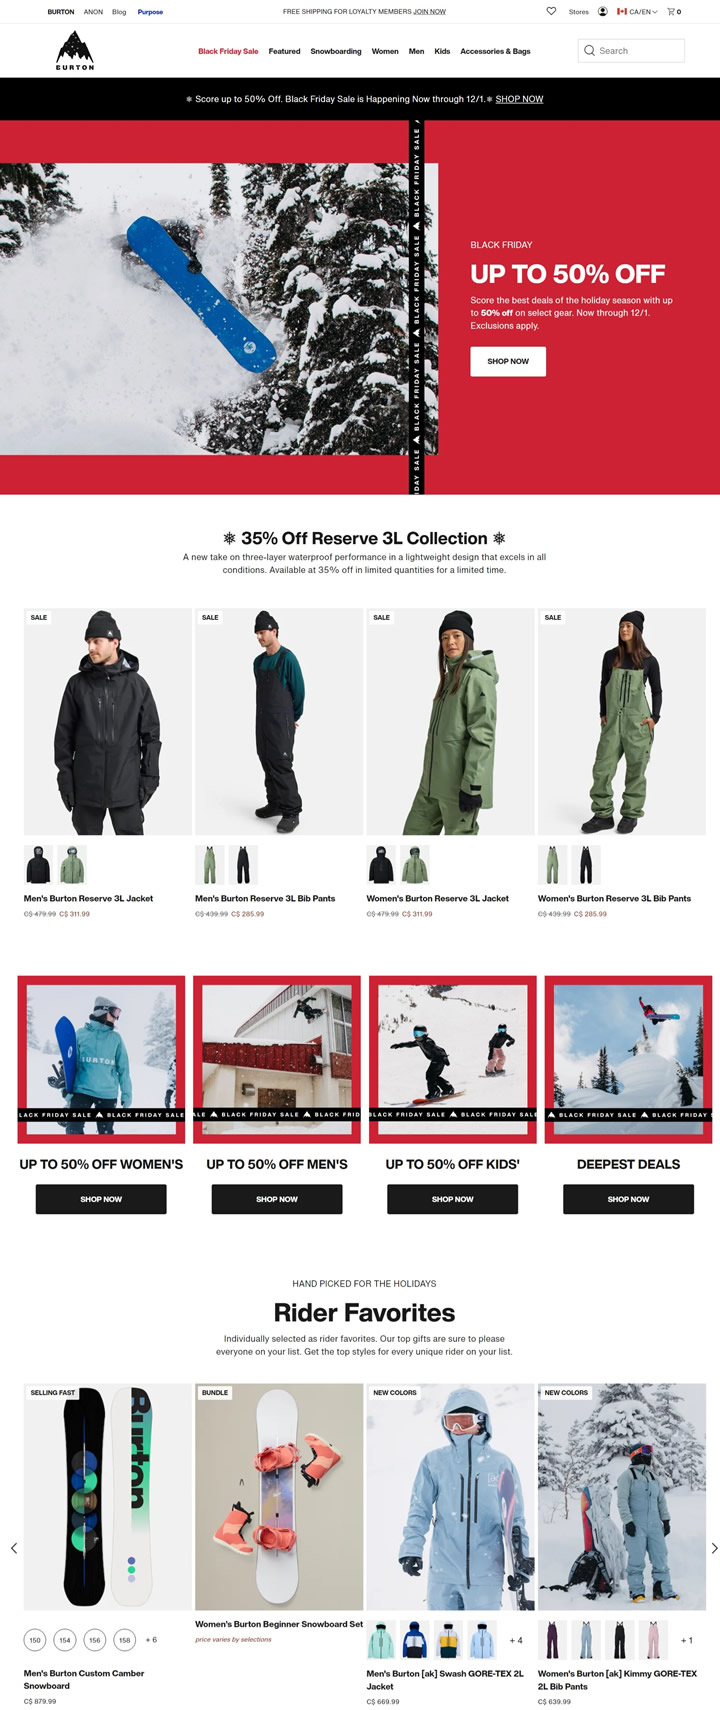 BURTON ANON Blog Purpose
FREE SHIPPING FOR LOYALTY MEMBERS JOIN NOW
Stores CA/EN 0
BURTON
Black Friday Sale Featured Snowboarding Women Men Kids Accessories & Bags
Search
❄ Score up to 50% Off. Black Friday Sale is Happening Now through 12/1.❄ SHOP NOW
BLACK FRIDAY SALE BLACK FRIDAY SALE BLACK FRIDAY SALE
BLACK FRIDAY
UP TO 50% OFF
Score the best deals of the holiday season with up
to 50% off on select gear. Now through 12/1.
Exclusions apply.
SHOP NOW
❄ 35% Off Reserve 3L Collection ❄
A new take on three-layer waterproof performance in a lightweight design that excels in all
conditions. Available at 35% off in limited quantities for a limited time.
SALE SALE SALE SALE
Men's Burton Reserve 3L Jacket
C$ 479.99 C$ 311.99
Men's Burton Reserve 3L Bib Pants
C$ 439.99 C$ 285.99
Women's Burton Reserve 3L Jacket
C$ 479.99 C$ 311.99
Women's Burton Reserve 3L Bib Pants
C$ 439.99 C$ 285.99
BURTON
LACK FRIDAY SALE BLACK FRIDAY SALE
ALE BLACK FRIDAY SALE BLACK FRID
BLACK FRIDAY SALE BLACK FRIDAY SALE
BLACK FRIDAY SALE BLACK FRIDAY SALE
UP TO 50% OFF WOMEN'S
SHOP NOW
UP TO 50% OFF MEN'S
SHOP NOW
UP TO 50% OFF KIDS'
SHOP NOW
DEEPEST DEALS
SHOP NOW
HAND PICKED FOR THE HOLIDAYS
Rider Favorites
Individually selected as rider favorites. Our top gifts are sure to please
everyone on your list. Get the top styles for every unique rider on your list.
SELLING FAST
Burton
150 154 156 158 + 6
Men's Burton Custom Camber
Snowboard
C$ 879.99
BUNDLE
Women's Burton Beginner Snowboard Set
price varies by selections
NEW COLORS
+ 4
Men's Burton [ak] Swash GORE-TEX 2L
Jacket
C$ 669.99
NEW COLORS
+ 1
Women's Burton [ak] Kimmy GORE-TEX
2L Bib Pants
C$ 639.99